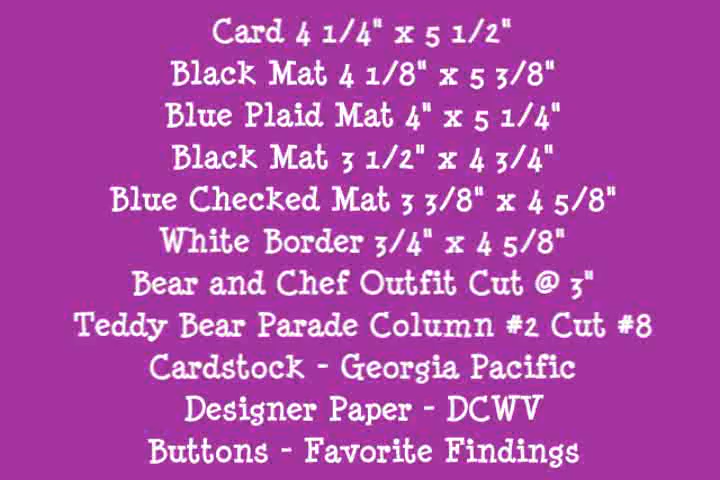 Card 4 1/4" x 5 1/2"
Black Mat 4 1/8" x 5 3/8"
Blue Plaid Mat 4" x 5 1/4"
Black Mat 3 1/2" x 4 3/4"
Blue Checked Mat 3 3/8" x 4 5/8"
White Border 3/4" x 4 5/8"
Bear and Chef Outfit Cut @ 3"
Teddy Bear Parade Column #2 Cut #8
Cardstock - Georgia Pacific
Designer Paper - DCWV
Buttons - Favorite Findings